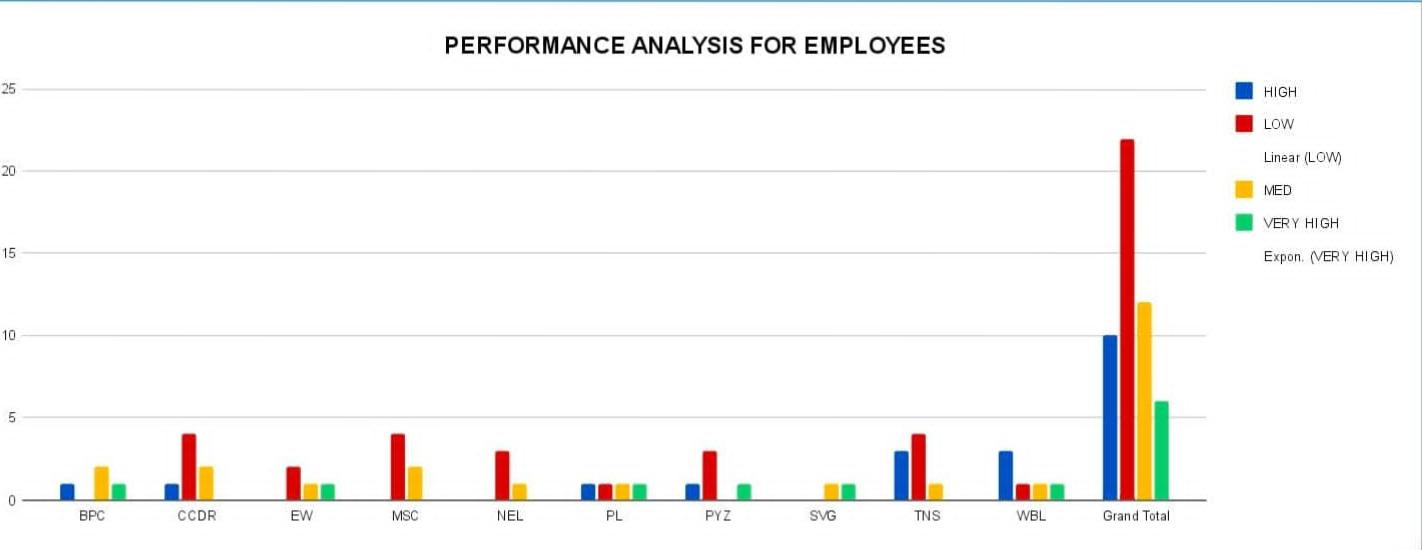 PERFORMANCE ANALYSIS FOR EMPLOYEES
25
20
15
10
5
0
BPC CCDR EW MSC NEL PL PYZ SVG TNS WBL Grand Total
HIGH
LOW
Linear (LOW)
MED
VERY HIGH
Expon. (VERY HIGH)